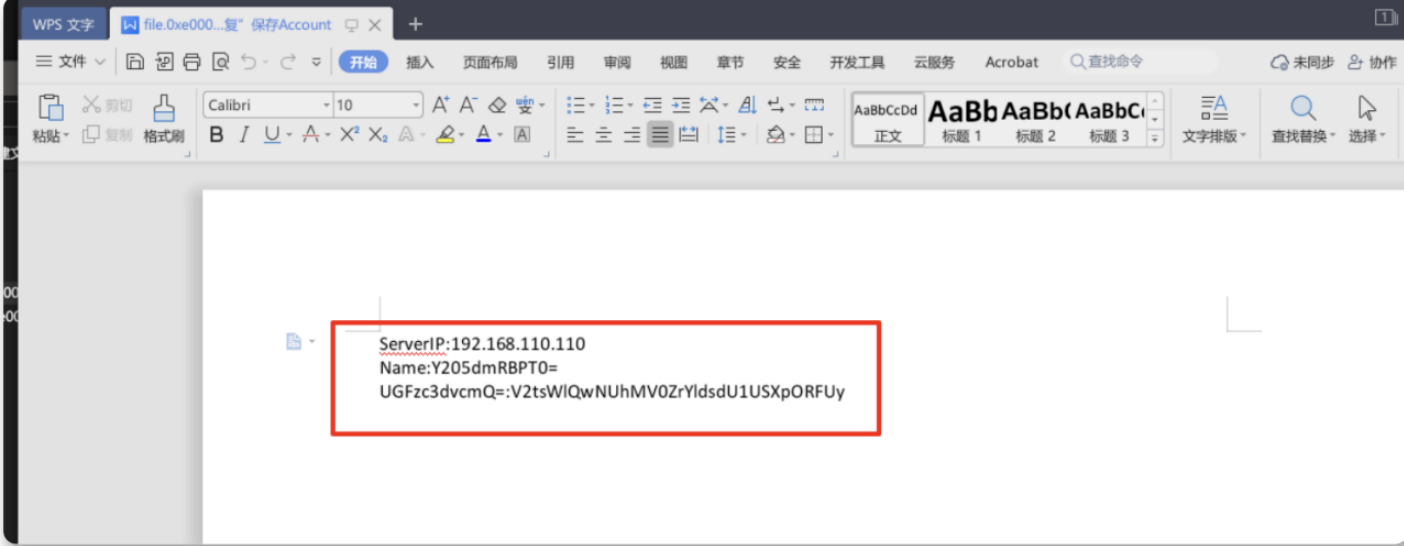 WPS 文字 file.0xe000...复" 保存Account
文件 开始 插入 页面布局 引用 审阅 视图 章节 安全 开发工具 云服务 Acrobat 查找命令 未同步 协作
剪切 Calibri 10 AaBbCcDd AaBb AaBb( AaBbC
粘贴 复制 格式刷 B I U A X² X₂ A A A 正文 标题 1 标题 2 标题 3 文字排版 查找替换 选择
ServerIP:192.168.110.110
Name:Y205dmRBPT0=
UGFzc3dvcmQ=:V2tsWlQwNUhMV0ZrYldsdU1USXpORFUy